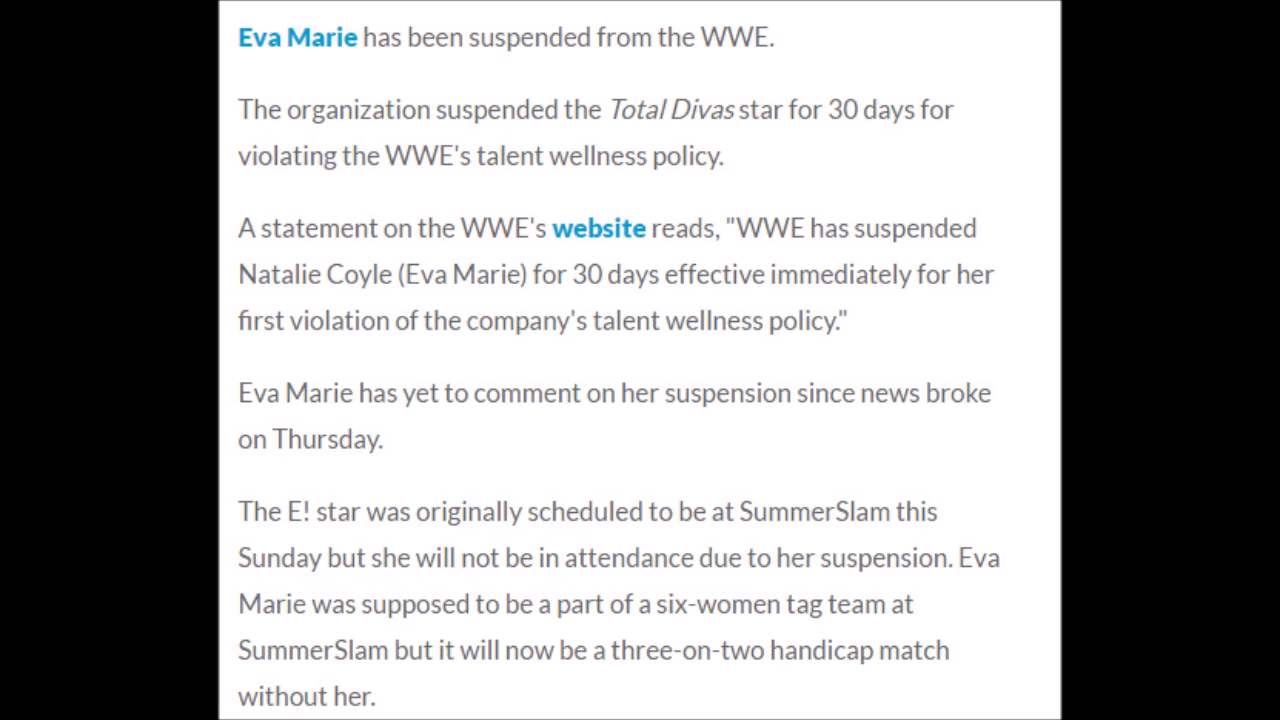 Eva Marie has been suspended from the WWE.
The organization suspended the Total Divas star for 30 days for
violating the WWE's talent wellness policy.
A statement on the WWE's website reads, "WWE has suspended
Natalie Coyle (Eva Marie) for 30 days effective immediately for her
first violation of the company's talent wellness policy."
Eva Marie has yet to comment on her suspension since news broke
on Thursday.
The E! star was originally scheduled to be at SummerSlam this
Sunday but she will not be in attendance due to her suspension. Eva
Marie was supposed to be a part of a six-women tag team at
SummerSlam but it will now be a three-on-two handicap match
without her.